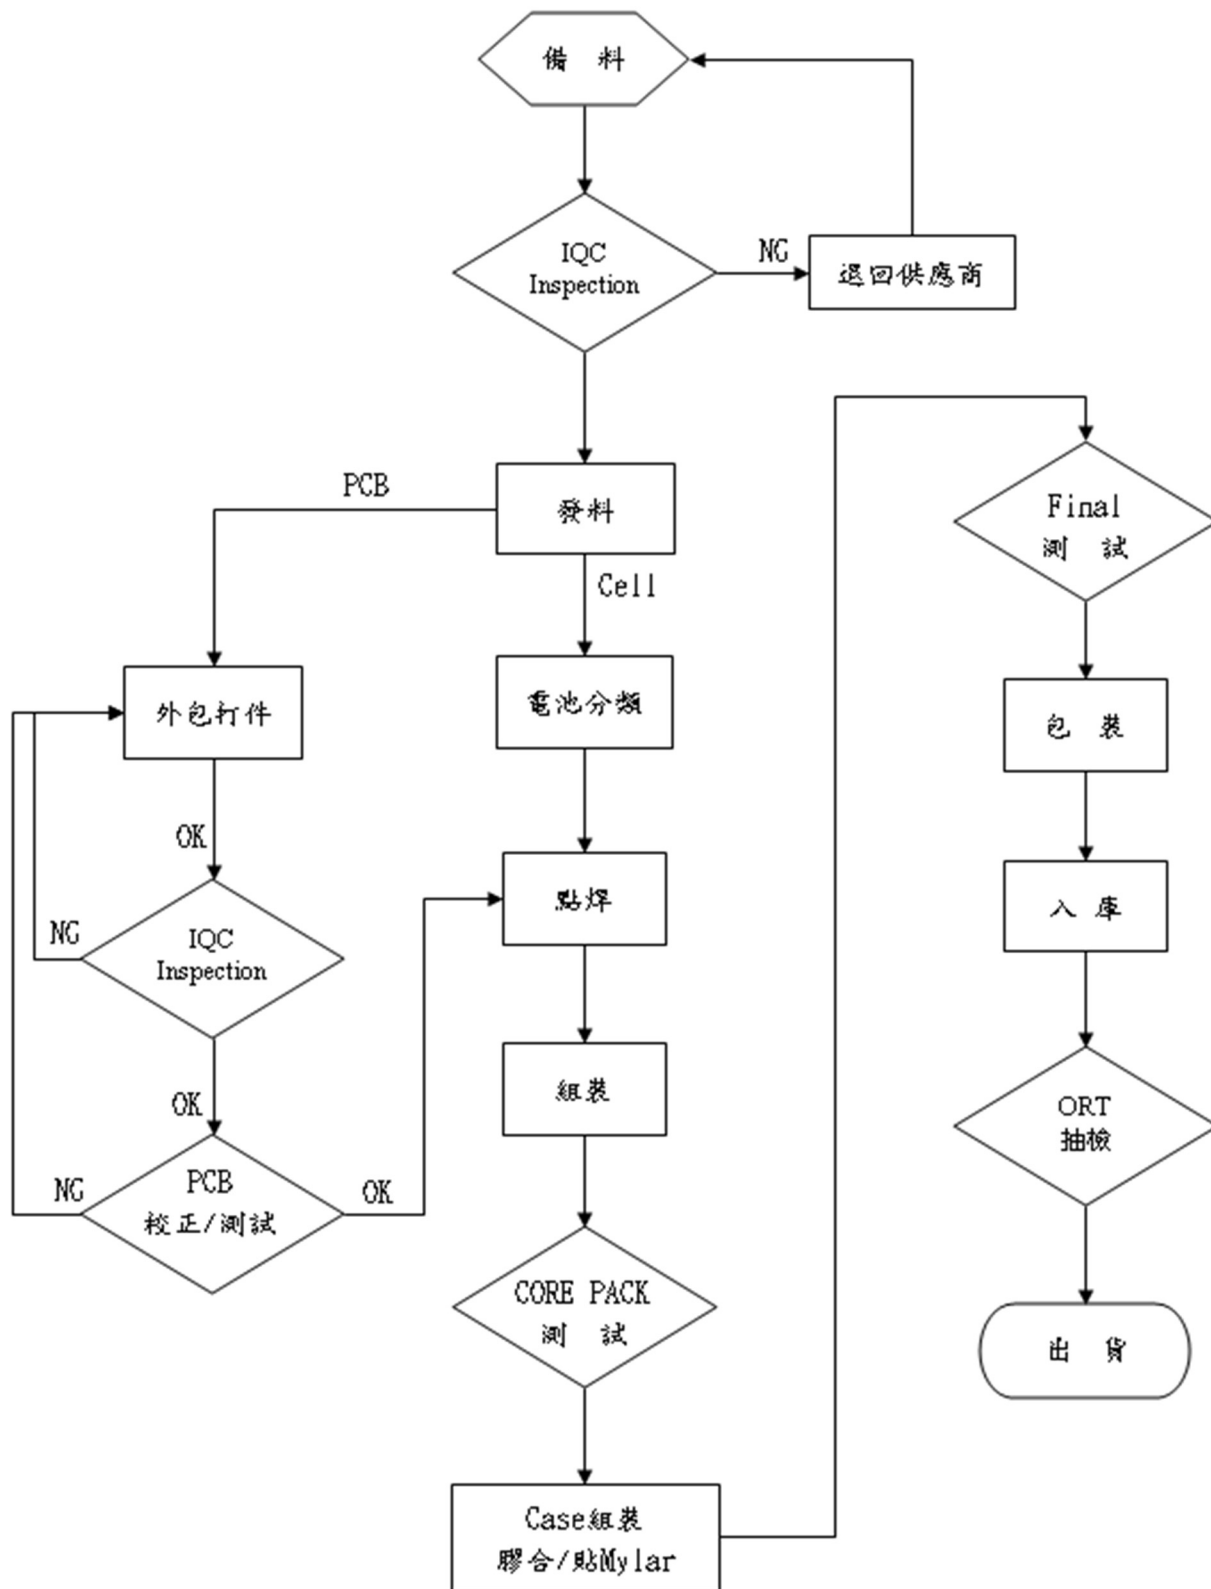 備 料
IQC
Inspection
NG
退回供應商
發料
PCB
Cell
外包打件
電池分類
OK
IQC
Inspection
NG
點焊
OK
組裝
PCB
校正/測試
NG
OK
CORE PACK
測 試
Case組裝
膠合/貼Mylar
Final
測 試
包 裝
入 庫
ORT
抽檢
出 貨